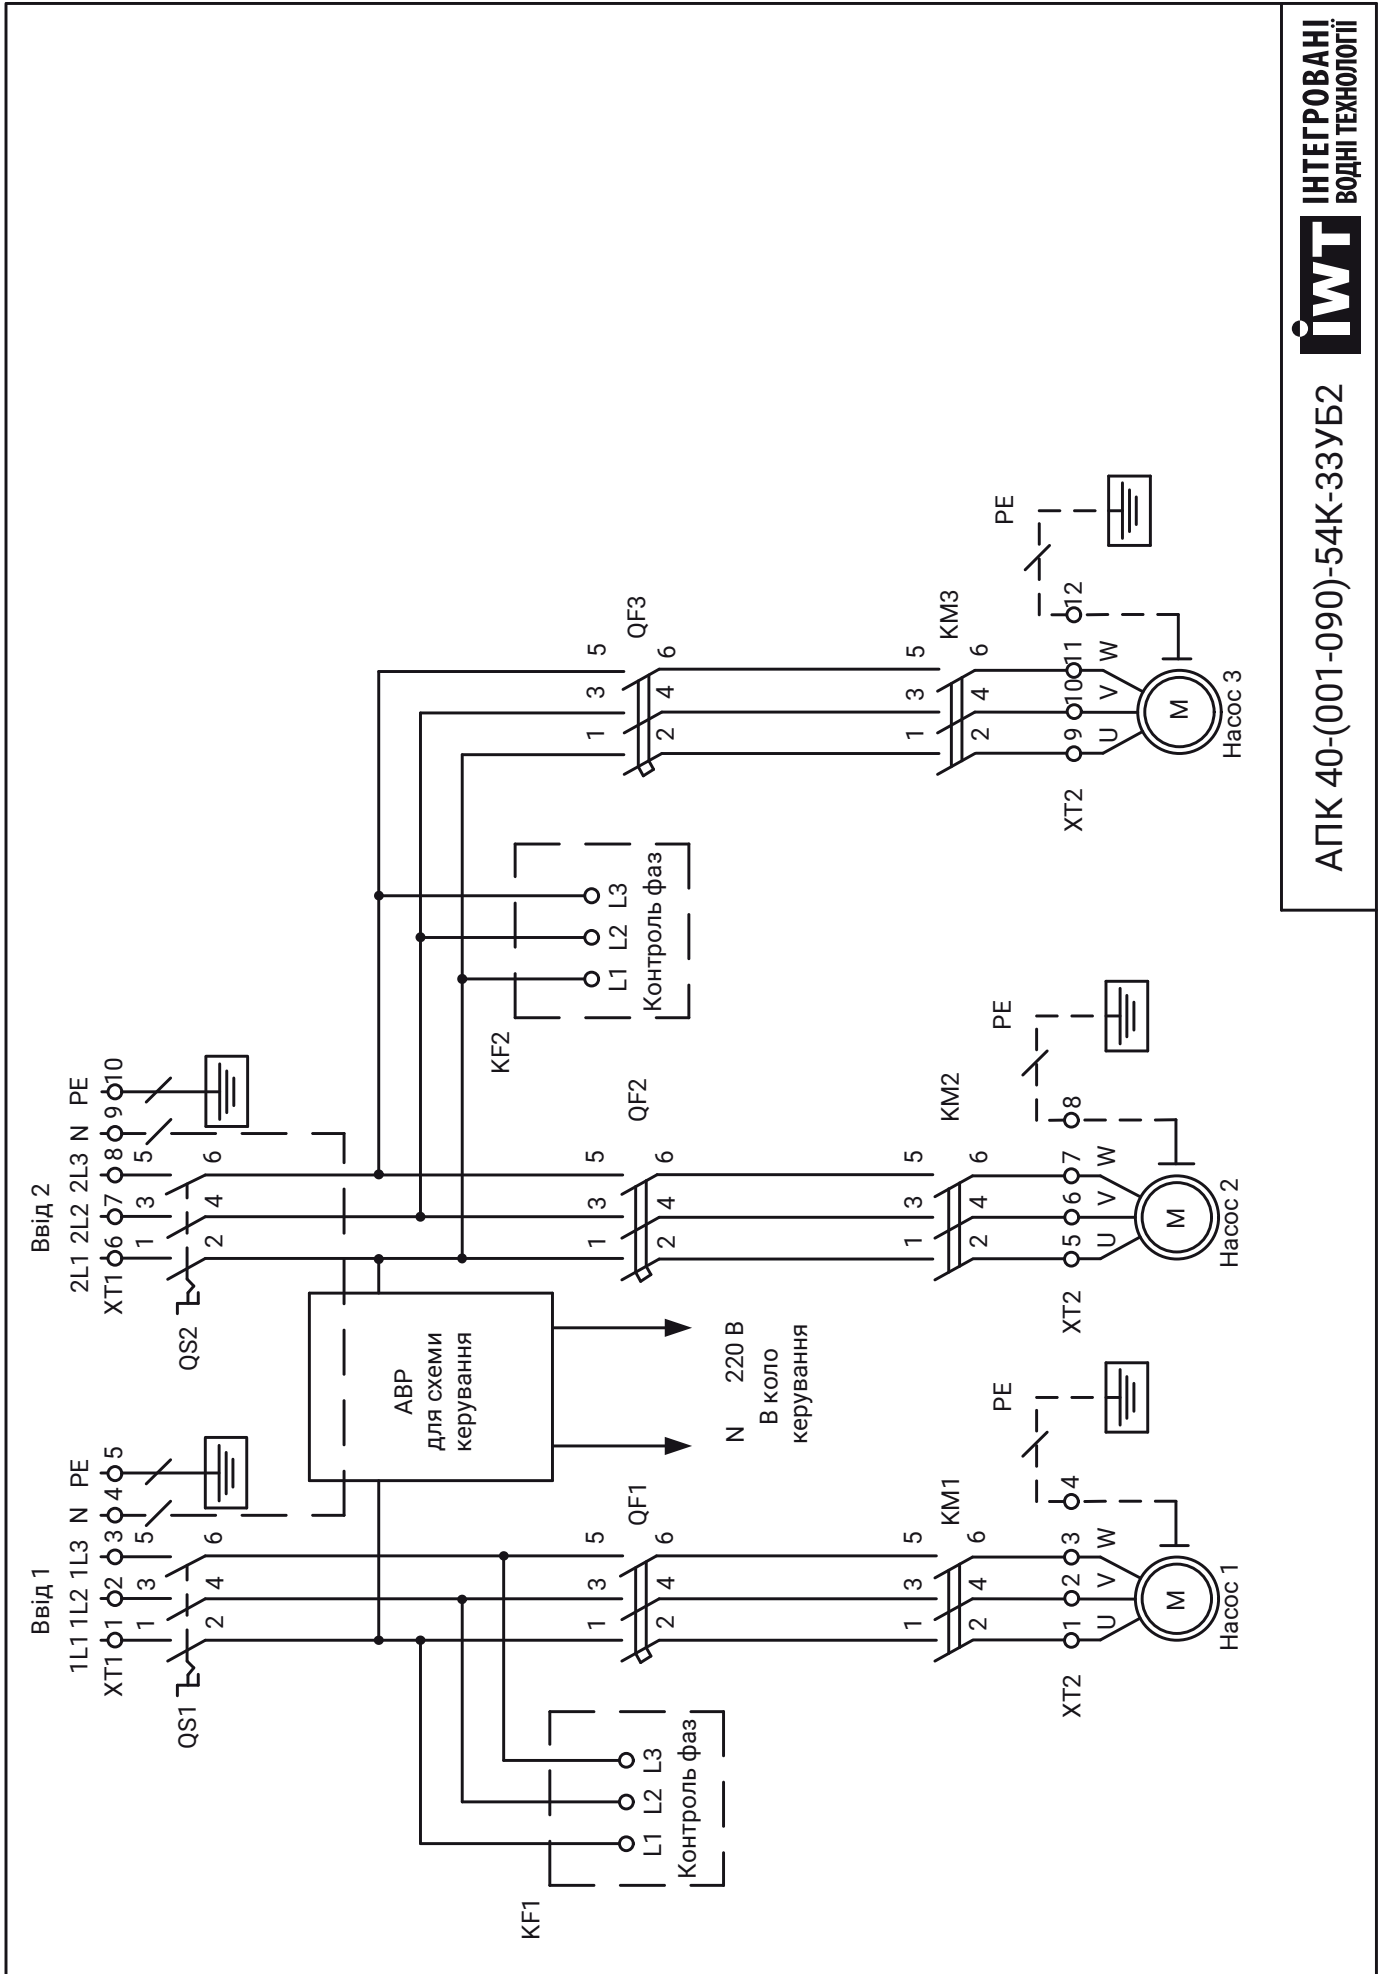 Ввід 1
1L1 1L2 1L3 N PE
XT1 1 2 3 4 5
1 3 5
QS1
2 4 6
Ввід 2
2L1 2L2 2L3 N PE
XT1 6 7 8 9 10
1 3 5
QS2
2 4 6
АВР
для схеми
керування
N 220 В
В коло
керування
KF1
L1 L2 L3
Контроль фаз
KF2
L1 L2 L3
Контроль фаз
1 3 5
QF1
2 4 6
1 3 5
QF2
2 4 6
1 3 5
QF3
2 4 6
1 3 5
KM1
2 4 6
1 3 5
KM2
2 4 6
1 3 5
KM3
2 4 6
PE
XT2 1 2 3 4
U V W
M
Насос 1
PE
XT2 5 6 7 8
U V W
M
Насос 2
PE
XT2 9 10 11 12
U V W
M
Насос 3
АПК 40-(001-090)-54К-33УБ2
iWT
ІНТЕГРОВАНІ
ВОДНІ ТЕХНОЛОГІЇ